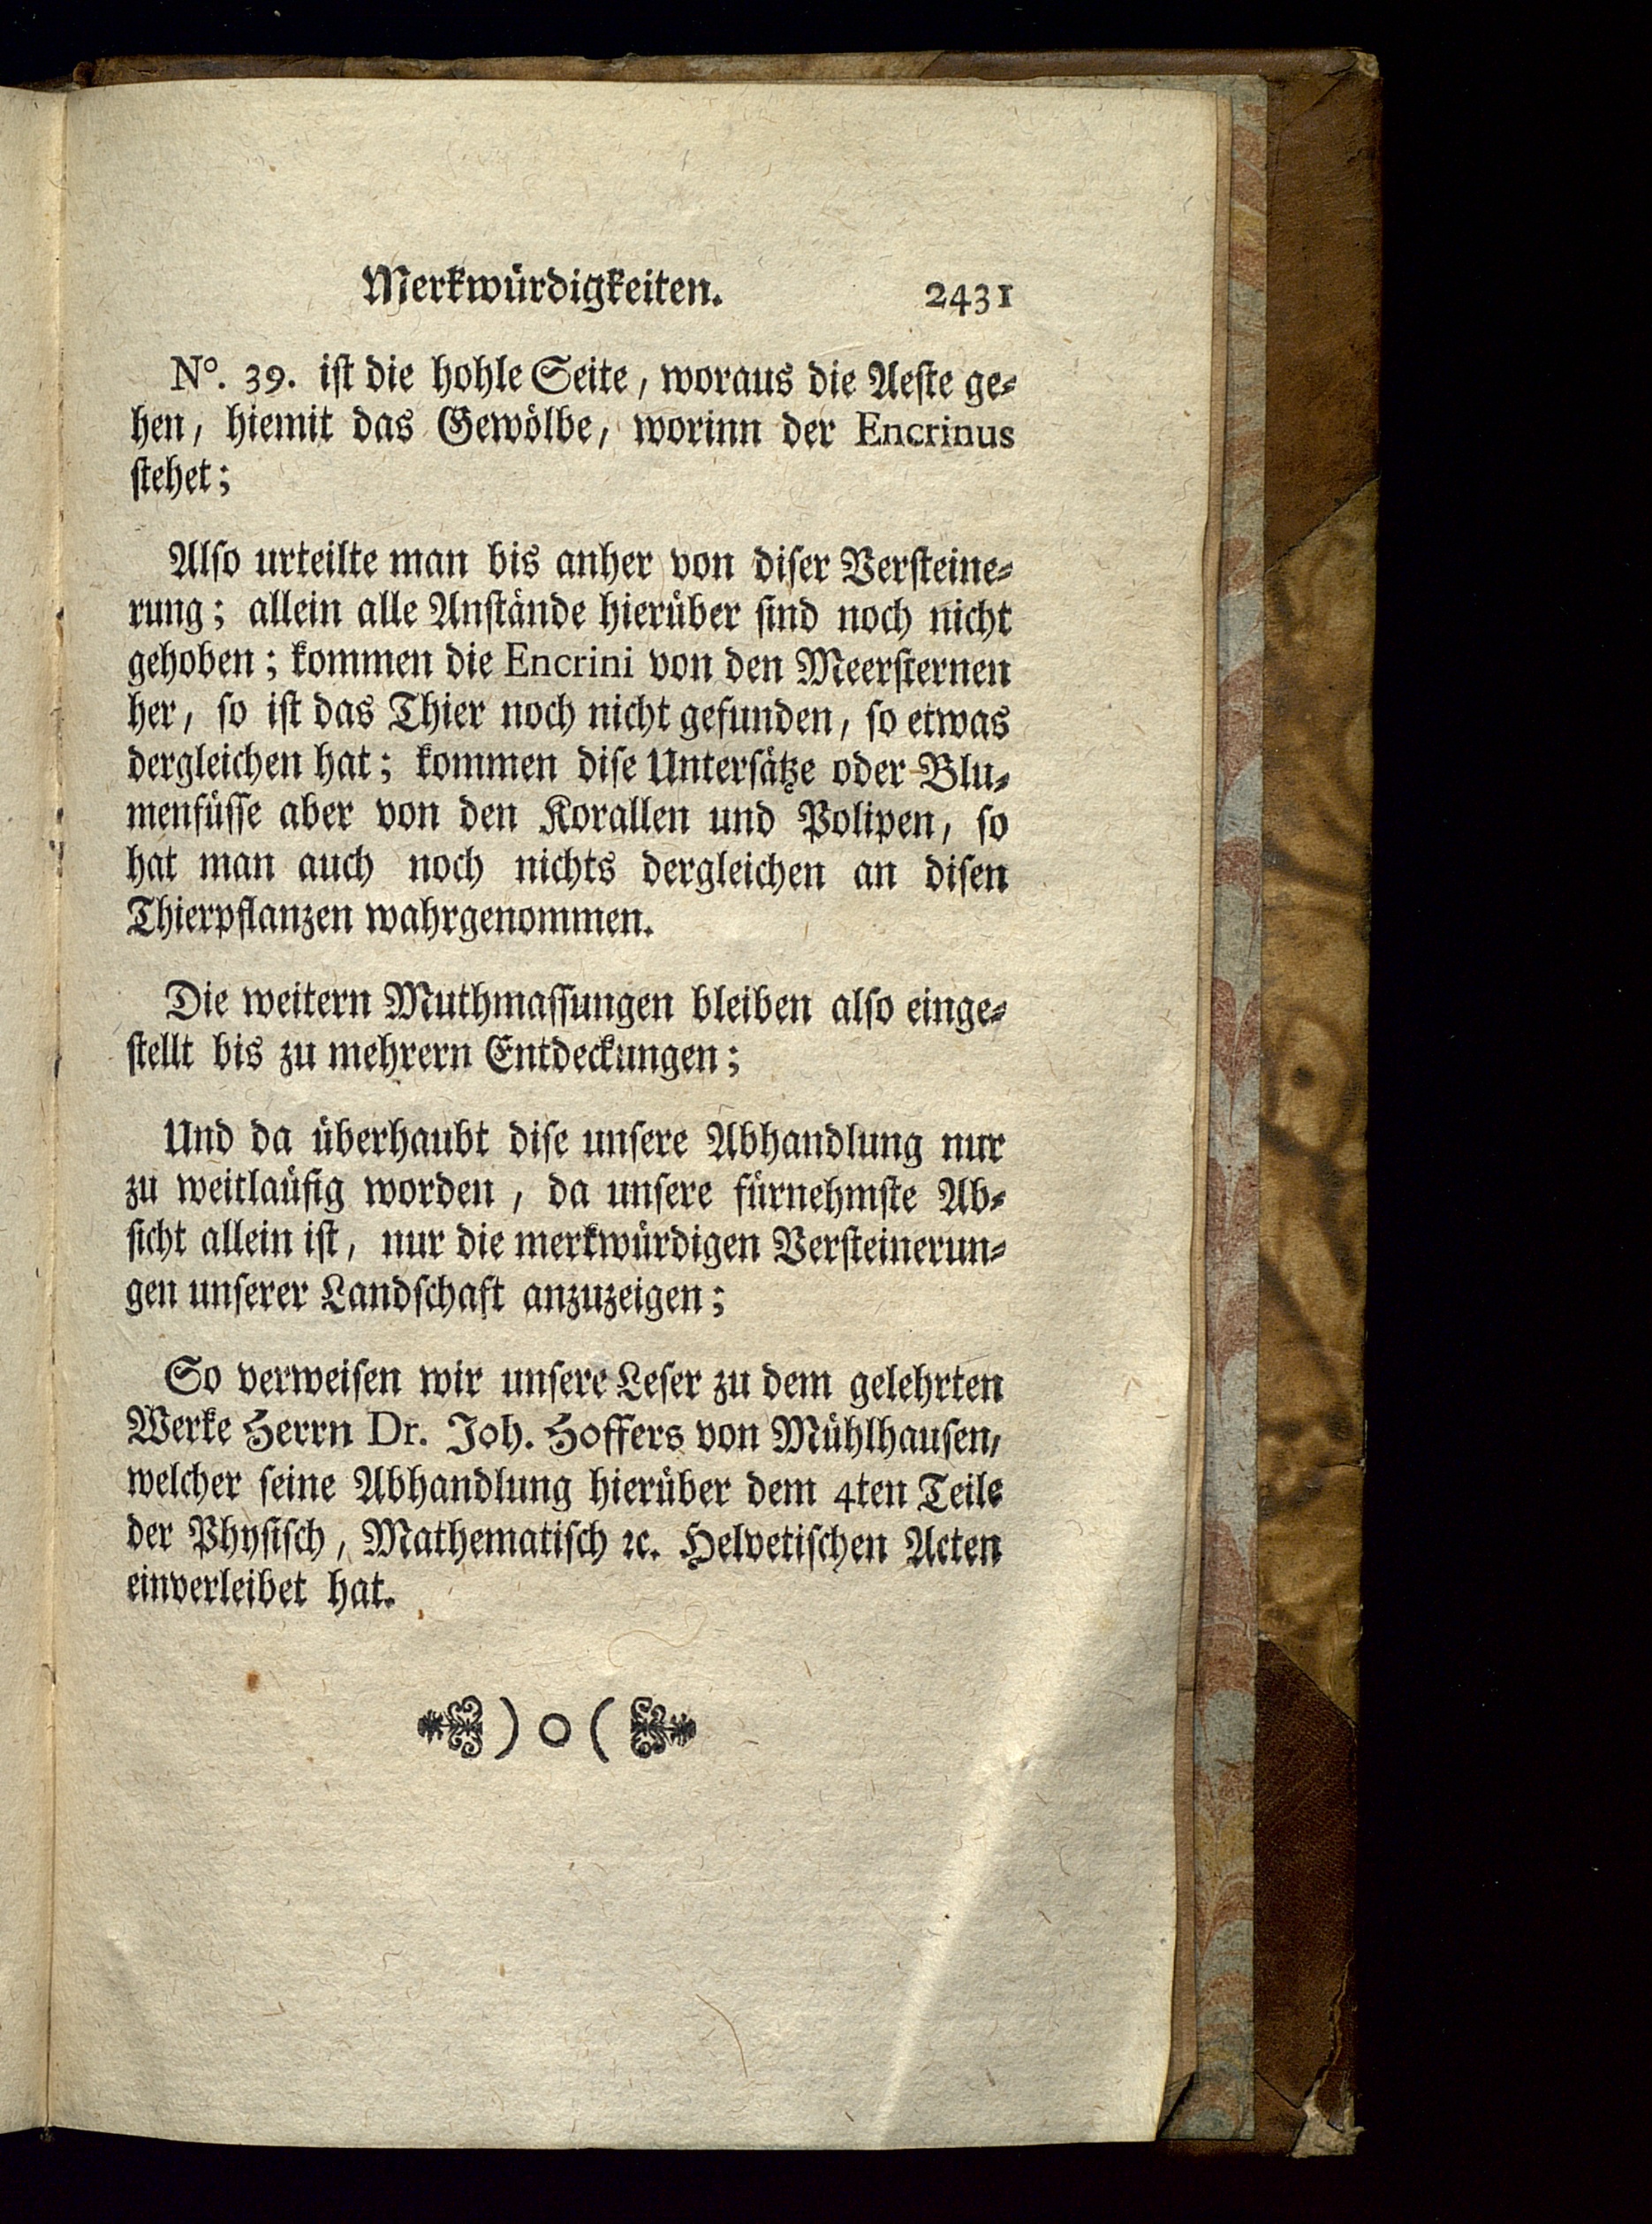 Merkwürdigkeiten. 2431
N°. 39. ist die hohle Seite, woraus die Aeste ge-
hen, hiemit das Gewölbe, worinn der Encrinus
stehet;
Also urteilte man bis anher von diser Versteine-
rung; allein alle Anstände hierüber sind noch nicht
gehoben; kommen die Encrini von den Meersternen
her, so ist das Thier noch nicht gefunden, so etwas
dergleichen hat; kommen dise Untersätze oder Blu-
menfüsse aber von den Korallen und Polipen, so
hat man auch noch nichts dergleichen an disen
Thierpflanzen wahrgenommen.
Die weitern Muthmassungen bleiben also einge-
stellt bis zu mehrern Entdeckungen;
Und da überhaubt dise unsere Abhandlung nur
zu weitläufig worden, da unsere fürnehmste Ab-
sicht allein ist, nur die merkwürdigen Versteinerun-
gen unserer Landschaft anzuzeigen;
So verweisen wir unsere Leser zu dem gelehrten
Werke Herrn Dr. Joh. Hoffers von Mühlhausen,
welcher seine Abhandlung hierüber dem 4ten Teile
der Physisch, Mathematisch ꝛc. Helvetischen Acten
einverleibet hat.
) o (